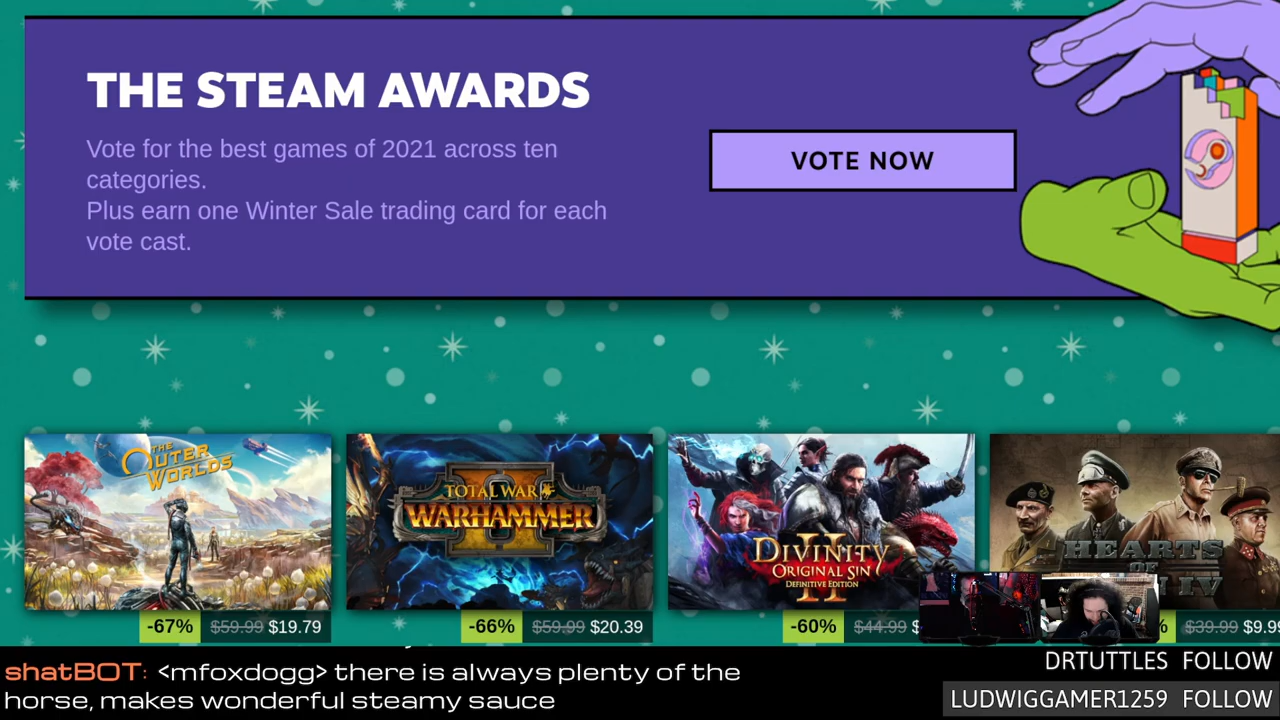 THE STEAM AWARDS
Vote for the best games of 2021 across ten
categories.
Plus earn one Winter Sale trading card for each
vote cast.
VOTE NOW
THE
OUTER
WORLDS
II
TOTAL WAR
WARHAMMER
DIVINITY
II
ORIGINAL SIN
DEFINITIVE EDITION
HEARTS
OF
IV
-67% $59.99 $19.79
-66% $59.99 $20.39
-60% $44.99 $
% $39.99 $9.99
shatBOT: <mfoxdogg> there is always plenty of the
horse, makes wonderful steamy sauce
DRTUTTLES FOLLOW
LUDWIGGAMER1259 FOLLOW